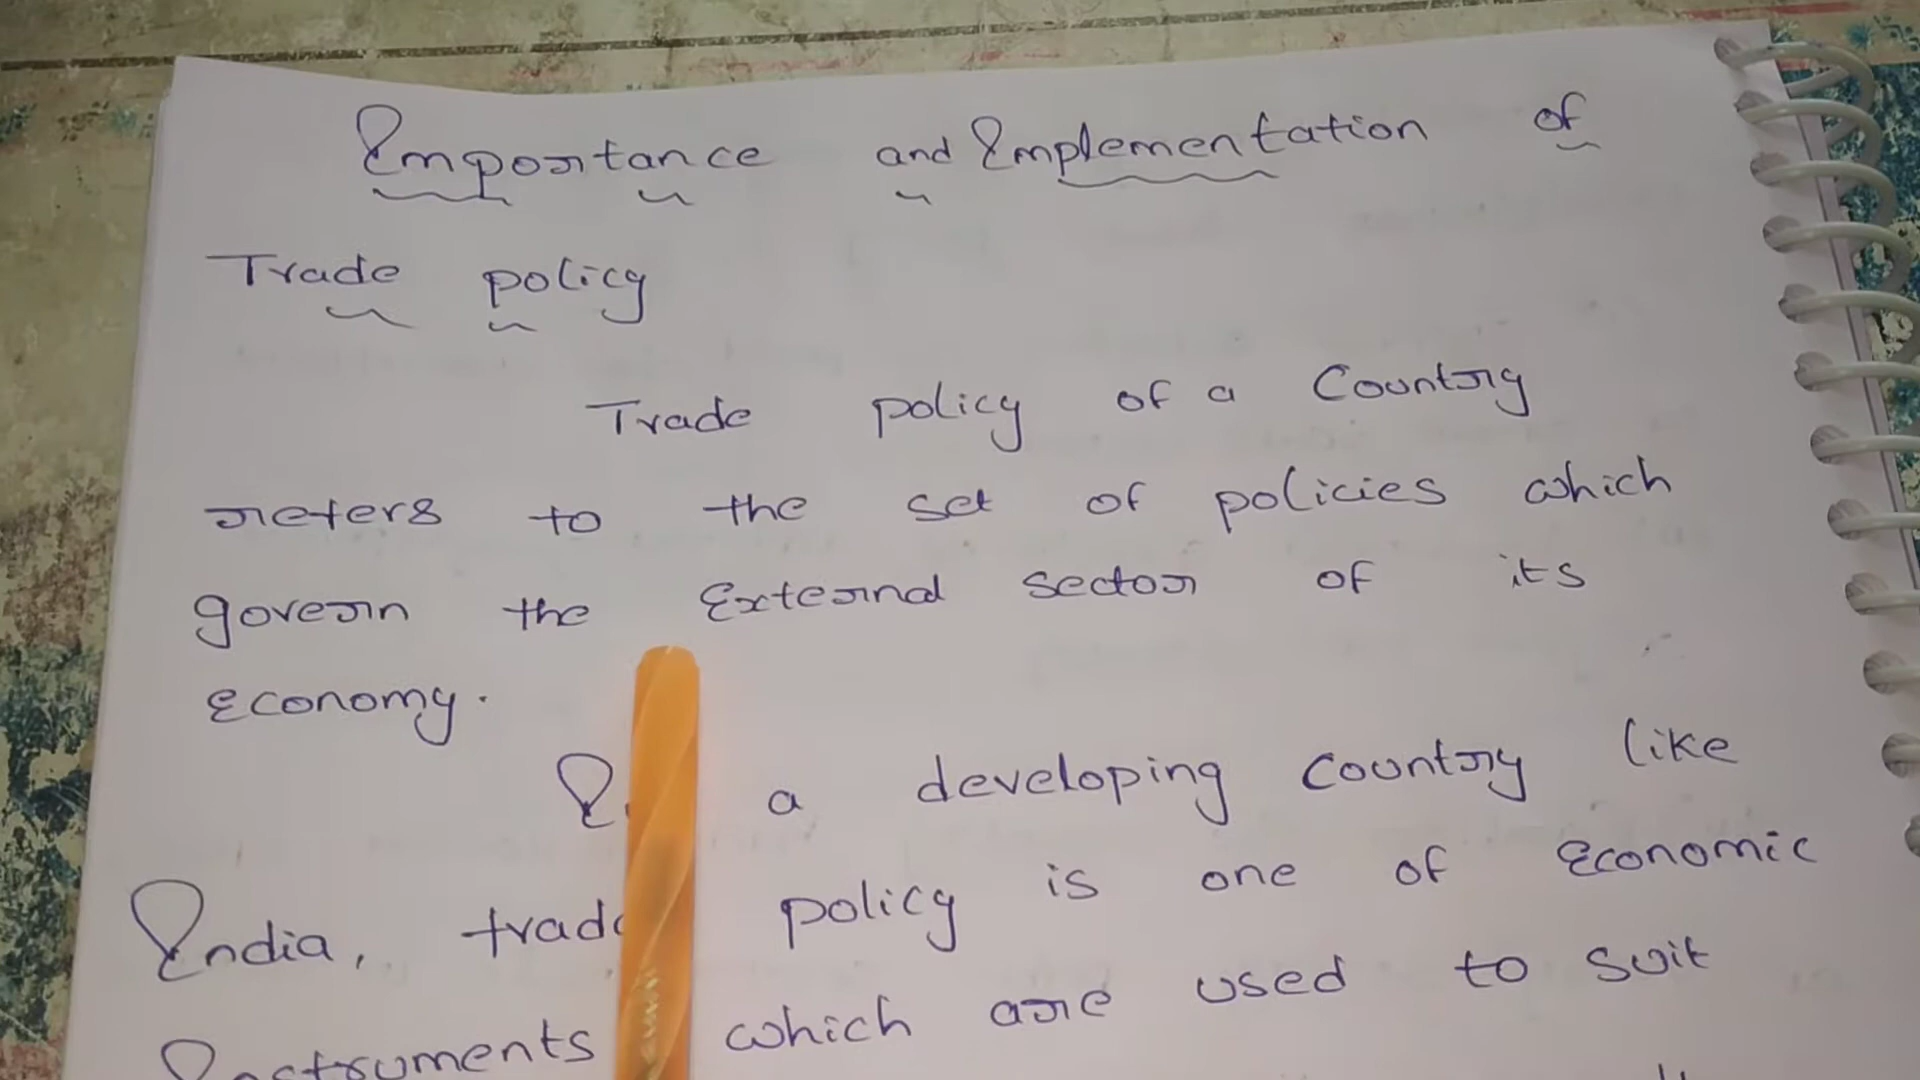 Importance and Implementation of
Trade policy
Trade policy of a Country
refers to the set of policies which
govern the External sector of its
economy.
a developing country like
India, trade policy is one of Economic
Instruments which are used to suit